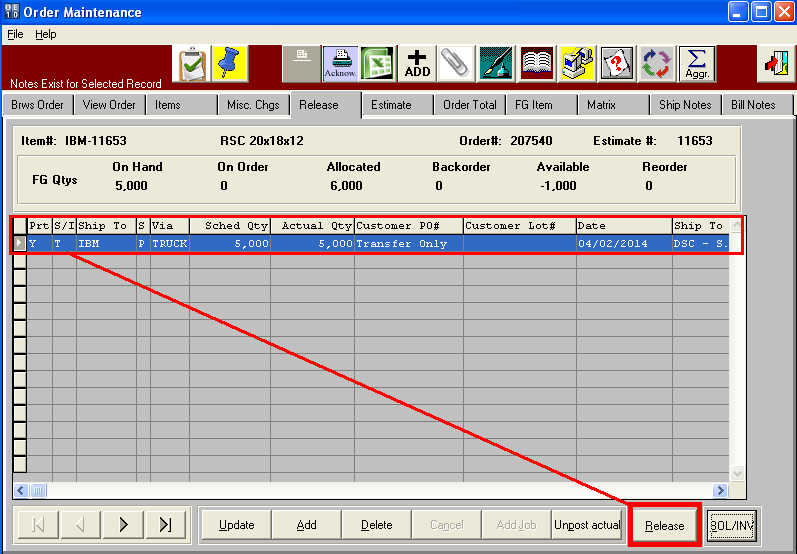 Order Maintenance
File Help
Notes Exist for Selected Record
Acknow. ADD Aggr.
Brws Order View Order Items Misc. Chgs Release Estimate Order Total FG Item Matrix Ship Notes Bill Notes
Item#: IBM-11653 RSC 20x18x12 Order#: 207540 Estimate #: 11653
On Hand On Order Allocated Backorder Available Reorder
FG Qtys 5,000 0 6,000 0 -1,000 0
Prt S/I Ship To S Via Sched Qty Actual Qty Customer PO# Customer Lot# Date Ship To
Y T IBM P TRUCK 5,000 5,000 Transfer Only 04/02/2014 DSC - S.
Update Add Delete Cancel Add Job Unpost actual Release BOL/INV